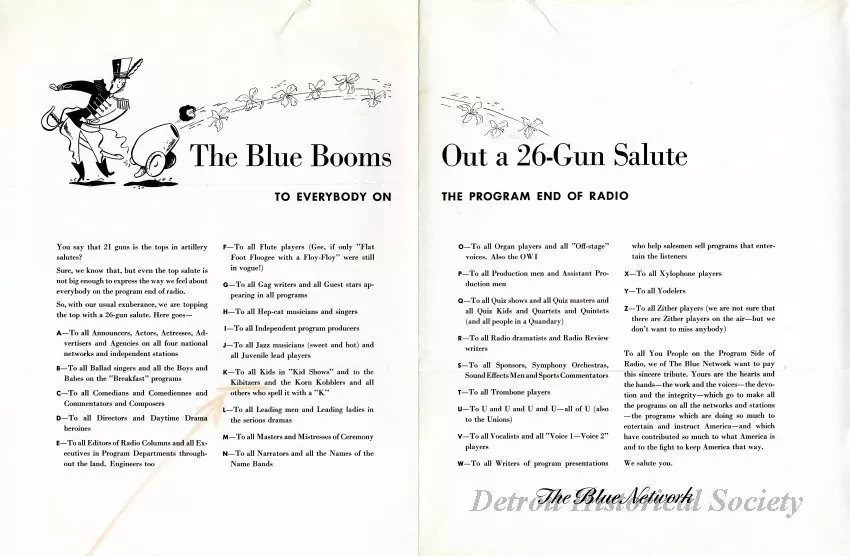 The Blue Booms
Out a 26-Gun Salute
TO EVERYBODY ON
THE PROGRAM END OF RADIO
You say that 21 guns is the tops in artillery
salutes?
Sure, we know that, but even the top salute is
not big enough to express the way we feel about
everybody on the program end of radio.
So, with our usual exuberance, we are topping
the top with a 26-gun salute. Here goes—
A—To all Announcers, Actors, Actresses, Ad-
vertisers and Agencies on all four national
networks and independent stations
B—To all Ballad singers and all the Boys and
Babes on the "Breakfast" programs
C—To all Comedians and Comediennes and
Commentators and Composers
D—To all Directors and Daytime Drama
heroines
E—To all Editors of Radio Columns and all Ex-
ecutives in Program Departments through-
out the land. Engineers too
F—To all Flute players (Gee, if only "Flat
Foot Floogee with a Floy-Floy" were still
in vogue!)
G—To all Gag writers and all Guest stars ap-
pearing in all programs
H—To all Hep-cat musicians and singers
I—To all Independent program producers
J—To all Jazz musicians (sweet and hot) and
all Juvenile lead players
K—To all Kids in "Kid Shows" and to the
Kibitzers and the Korn Kobblers and all
others who spell it with a "K"
L—To all Leading men and Leading ladies in
the serious dramas
M—To all Masters and Mistresses of Ceremony
N—To all Narrators and all the Names of the
Name Bands
O—To all Organ players and all "Off-stage"
voices. Also the OWI
P—To all Production men and Assistant Pro-
duction men
Q—To all Quiz shows and all Quiz masters and
all Quiz Kids and Quartets and Quintets
(and all people in a Quandary)
R—To all Radio dramatists and Radio Review
writers
S—To all Sponsors, Symphony Orchestras,
Sound Effects Men and Sports Commentators
T—To all Trombone players
U—To U and U and U and U—all of U (also
to the Unions)
V—To all Vocalists and all "Voice 1—Voice 2"
players
W—To all Writers of program presentations
who help salesmen sell programs that enter-
tain the listeners
X—To all Xylophone players
Y—To all Yodelers
Z—To all Zither players (we are not sure that
there are Zither players on the air—but we
don't want to miss anybody)
To all You People on the Program Side of
Radio, we of The Blue Network want to pay
this sincere tribute. Yours are the hearts and
the hands—the work and the voices—the devo-
tion and the integrity—which go to make all
the programs on all the networks and stations
—the programs which are doing so much to
entertain and instruct America—and which
have contributed so much to what America is
and to the fight to keep America that way.
We salute you.
The Blue Network
Detroit Historical Society